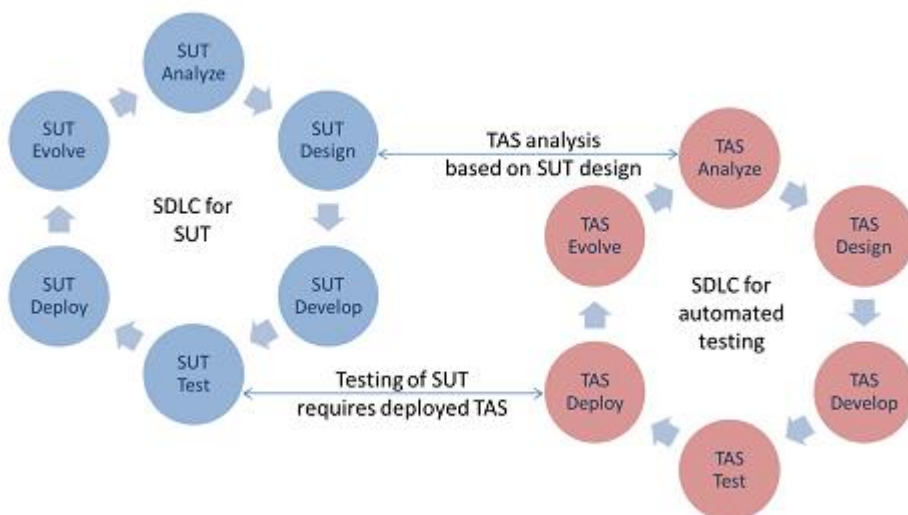 SUT
Analyze
SUT
Evolve
SUT
Design
SDLC for
SUT
SUT
Deploy
SUT
Develop
SUT
Test
TAS analysis
based on SUT design
Testing of SUT
requires deployed TAS
TAS
Analyze
TAS
Evolve
TAS
Design
SDLC for
automated
testing
TAS
Deploy
TAS
Develop
TAS
Test